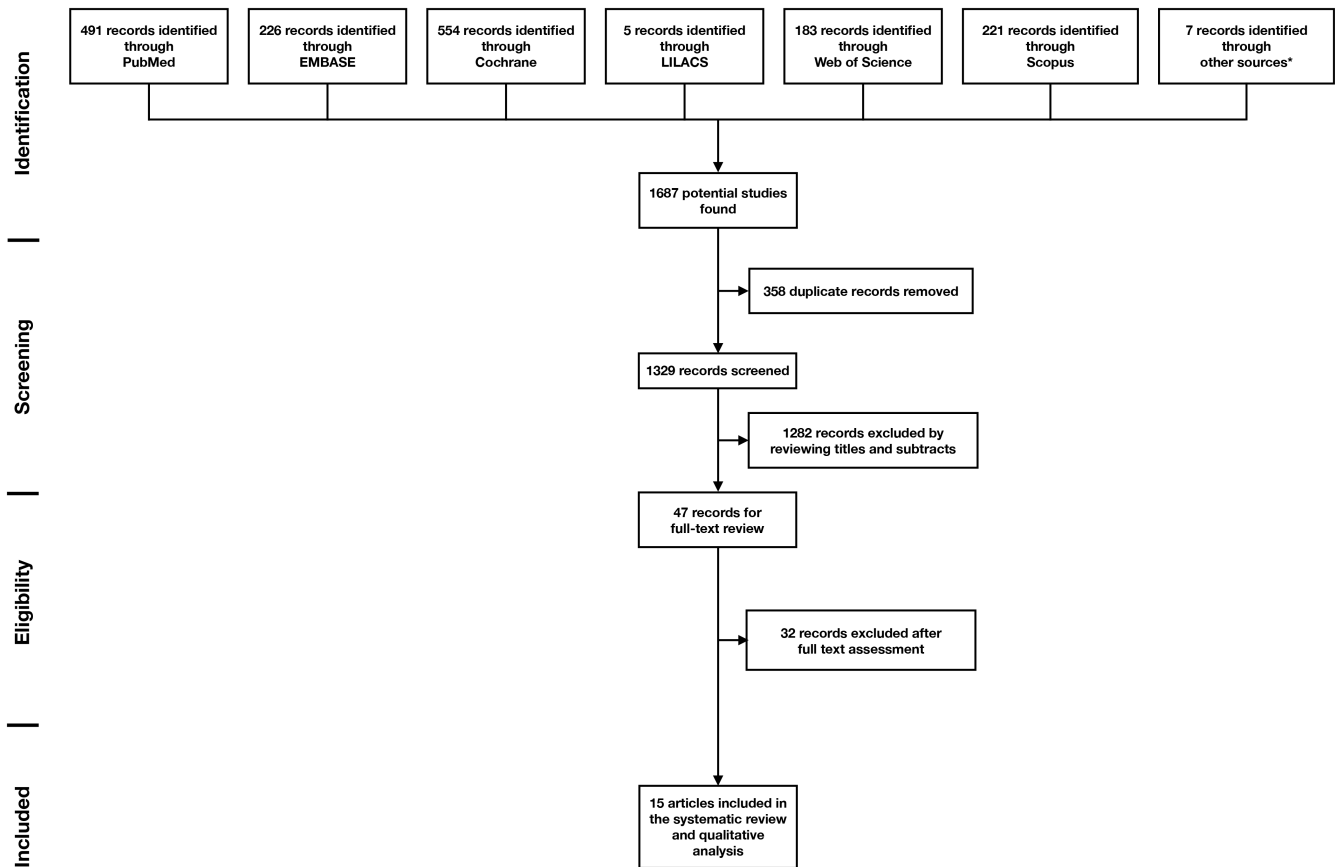 491 records identified
through
PubMed
226 records identified
through
EMBASE
554 records identified
through
Cochrane
5 records identified
through
LILACS
183 records identified
through
Web of Science
221 records identified
through
Scopus
7 records identified
through
other sources*
Identification
1687 potential studies
found
358 duplicate records removed
Screening
1329 records screened
1282 records excluded by
reviewing titles and subtracts
47 records for
full-text review
Eligibility
32 records excluded after
full text assessment
Included
15 articles included in
the systematic review
and qualitative
analysis